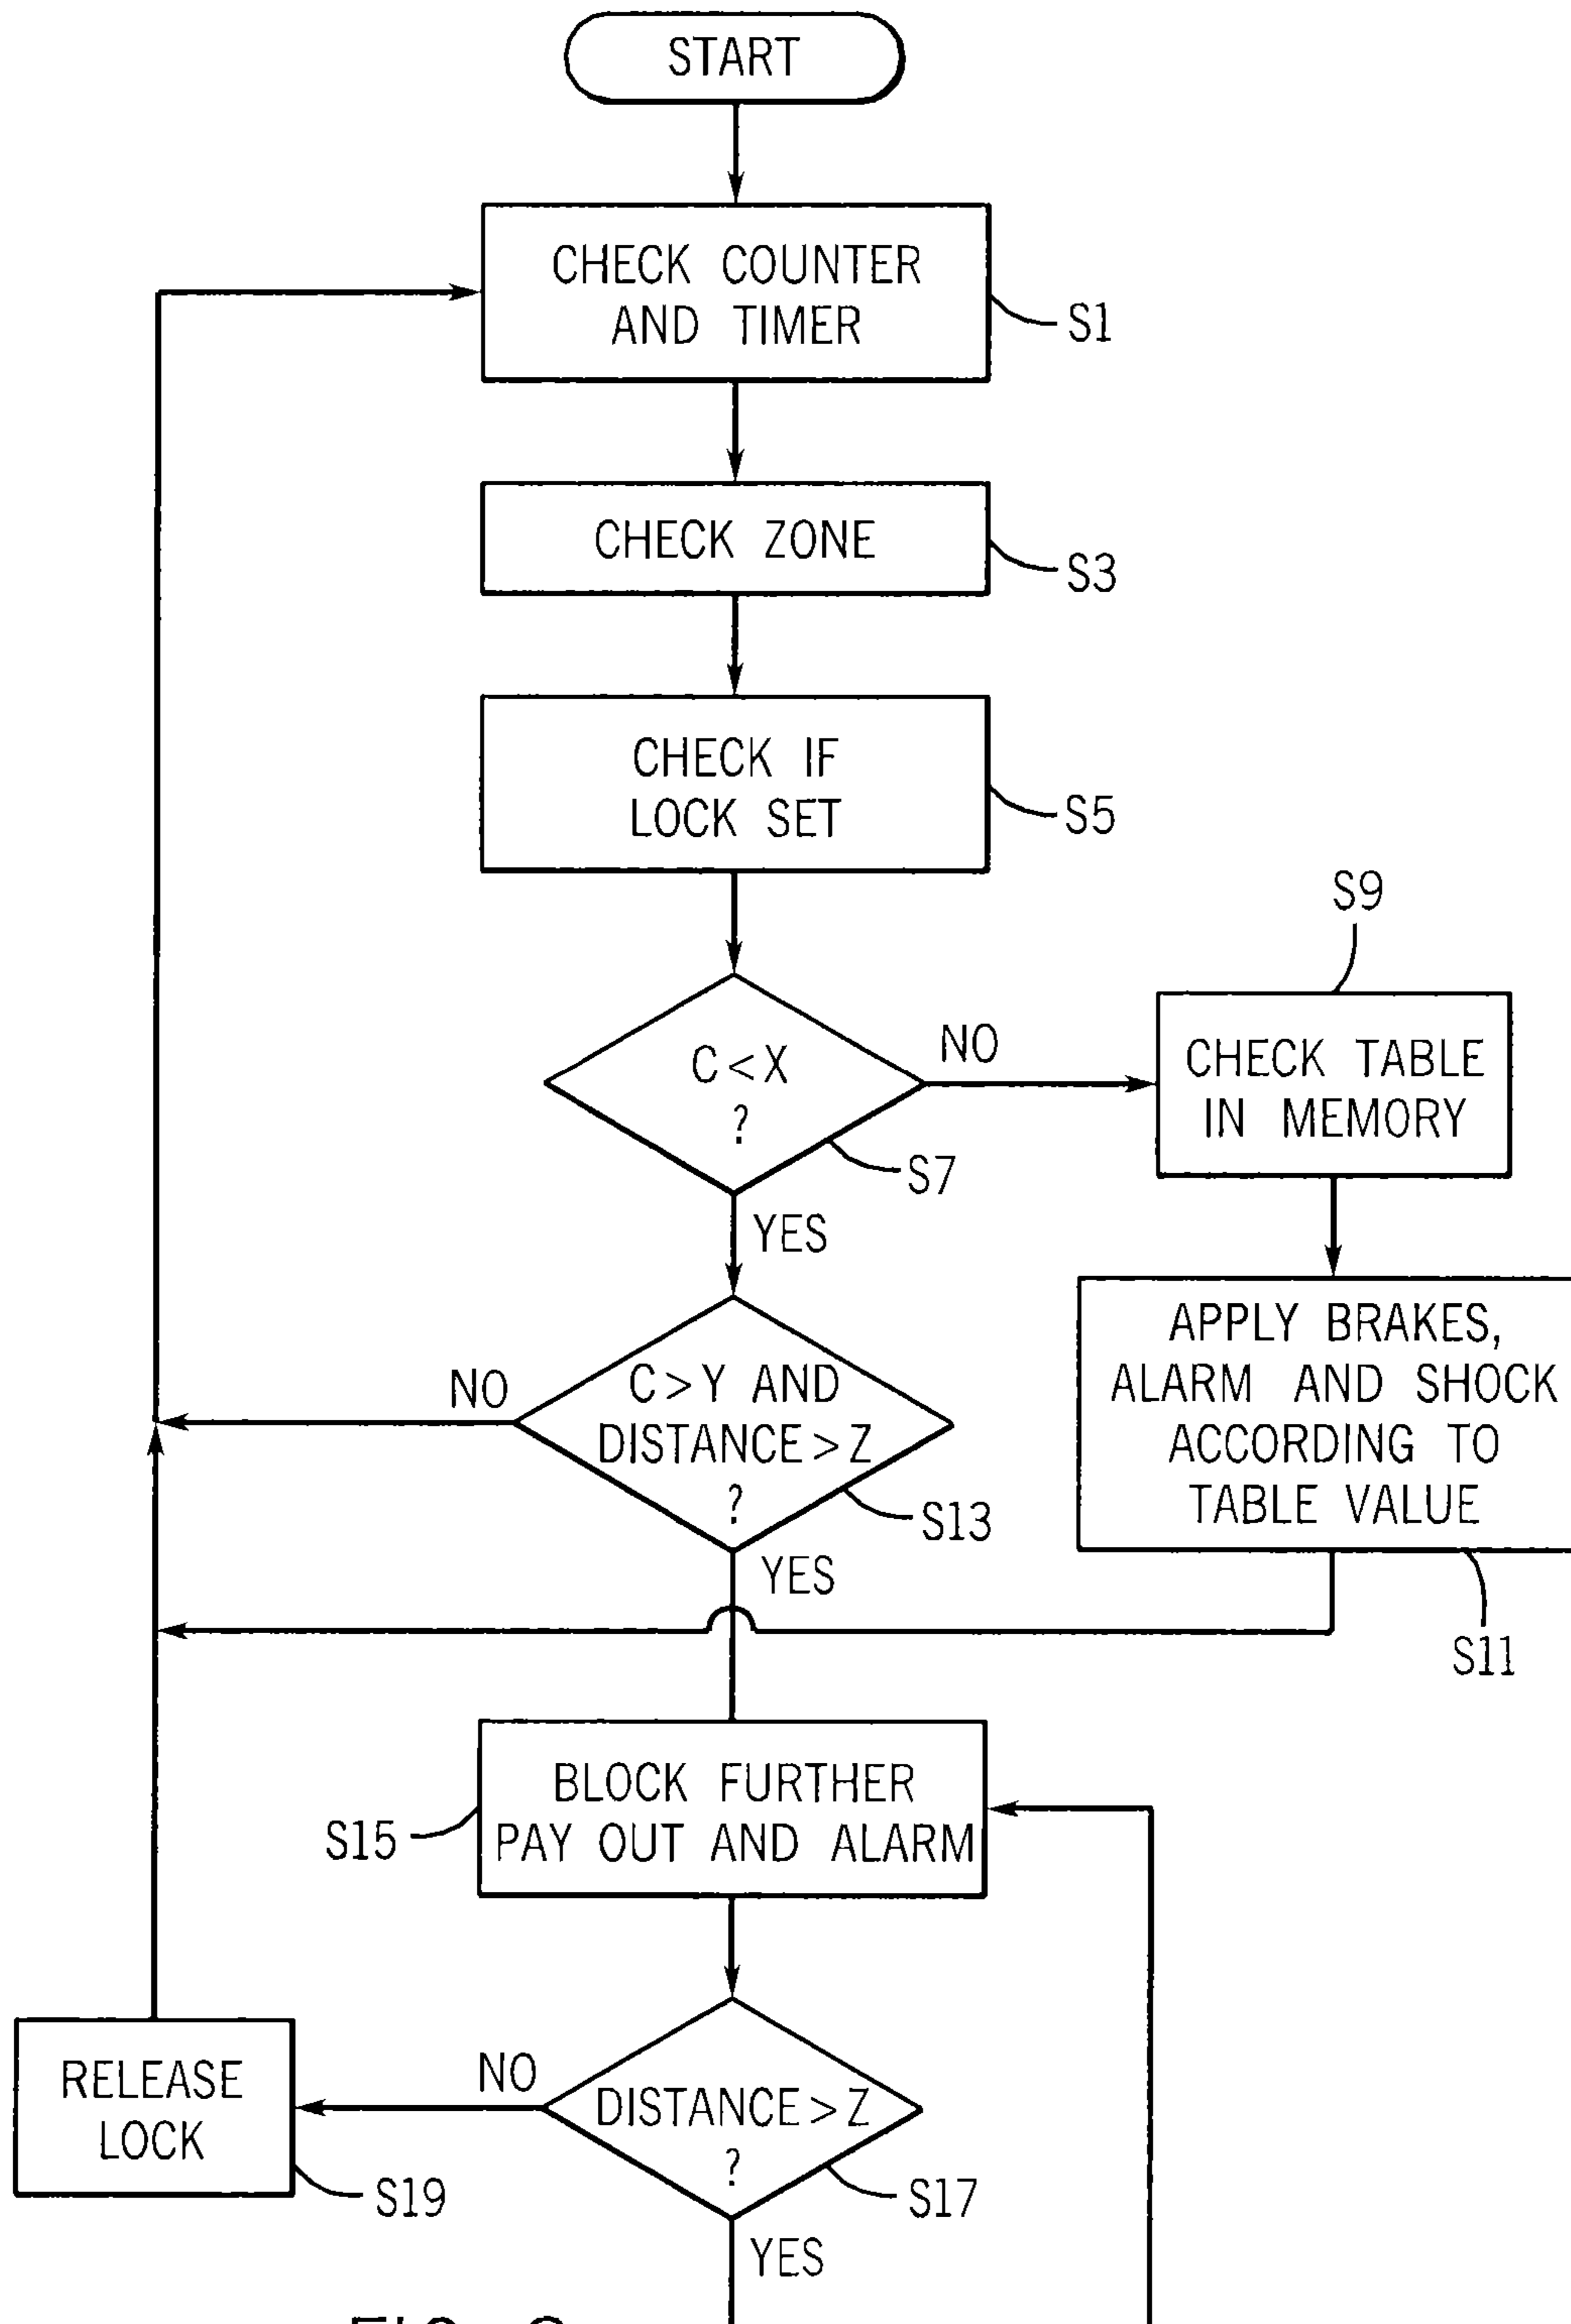 START
CHECK COUNTER
AND TIMER
S1
CHECK ZONE
S3
CHECK IF
LOCK SET
S5
S9
C < X
?
NO
S7
CHECK TABLE
IN MEMORY
YES
C > Y AND
DISTANCE > Z
?
NO
S13
APPLY BRAKES,
ALARM AND SHOCK
ACCORDING TO
TABLE VALUE
YES
S11
BLOCK FURTHER
PAY OUT AND ALARM
S15
RELEASE
LOCK
NO
DISTANCE > Z
?
S19
S17
YES